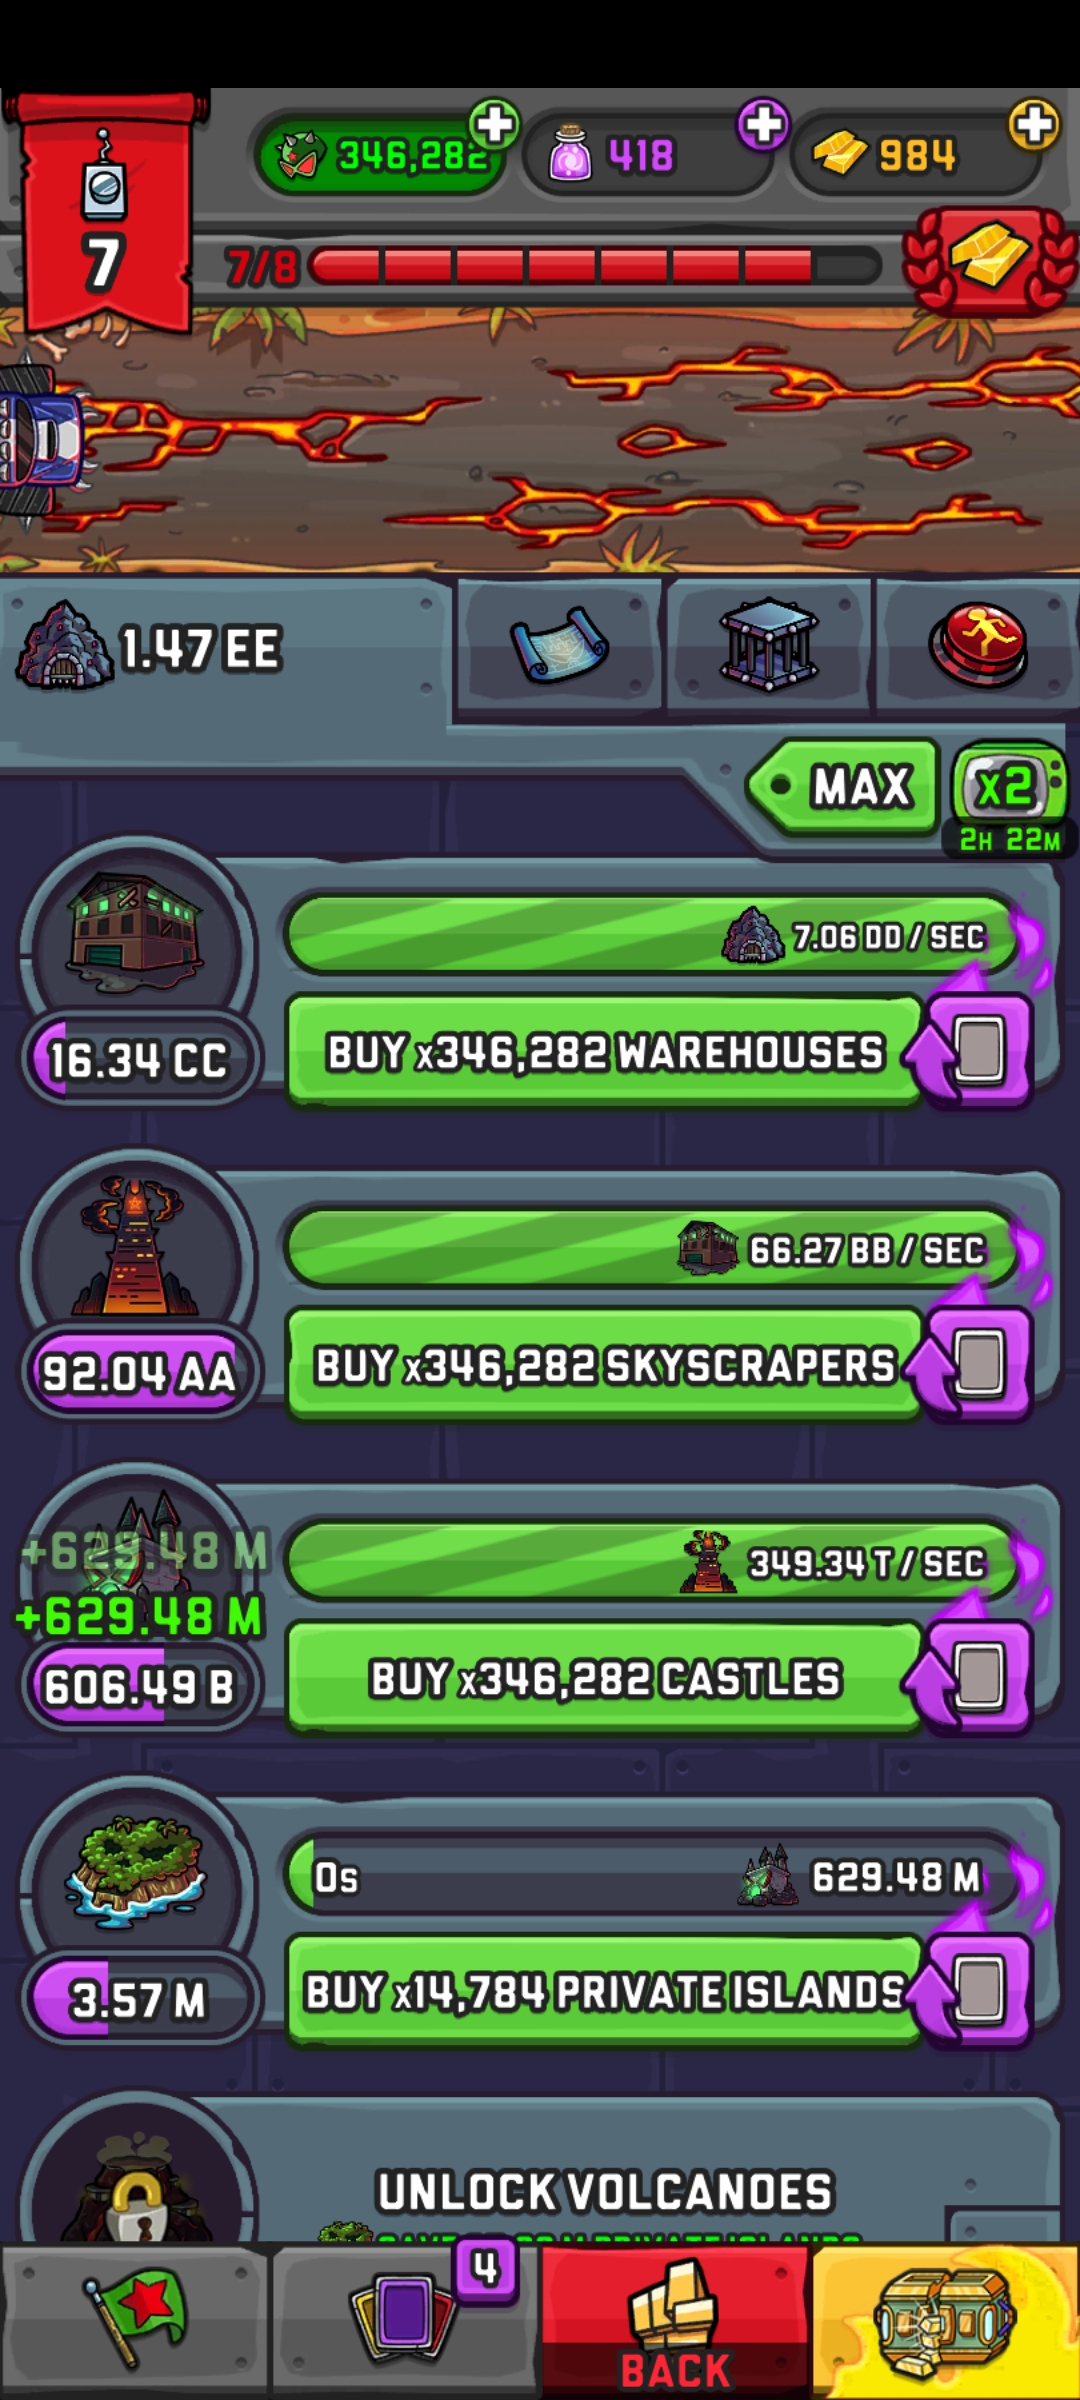 346,282
418
984
7
7/8
1.47 EE
MAX
x2
2H 22M
7.06 DD / SEC
16.34 CC
BUY x346,282 WAREHOUSES
66.27 BB / SEC
92.04 AA
BUY x346,282 SKYSCRAPERS
+629.48 M
349.34 T / SEC
+629.48 M
606.49 B
BUY x346,282 CASTLES
0s
629.48 M
3.57 M
BUY x14,784 PRIVATE ISLANDS
UNLOCK VOLCANOES
PRIVATE ISLANDS
4
BACK